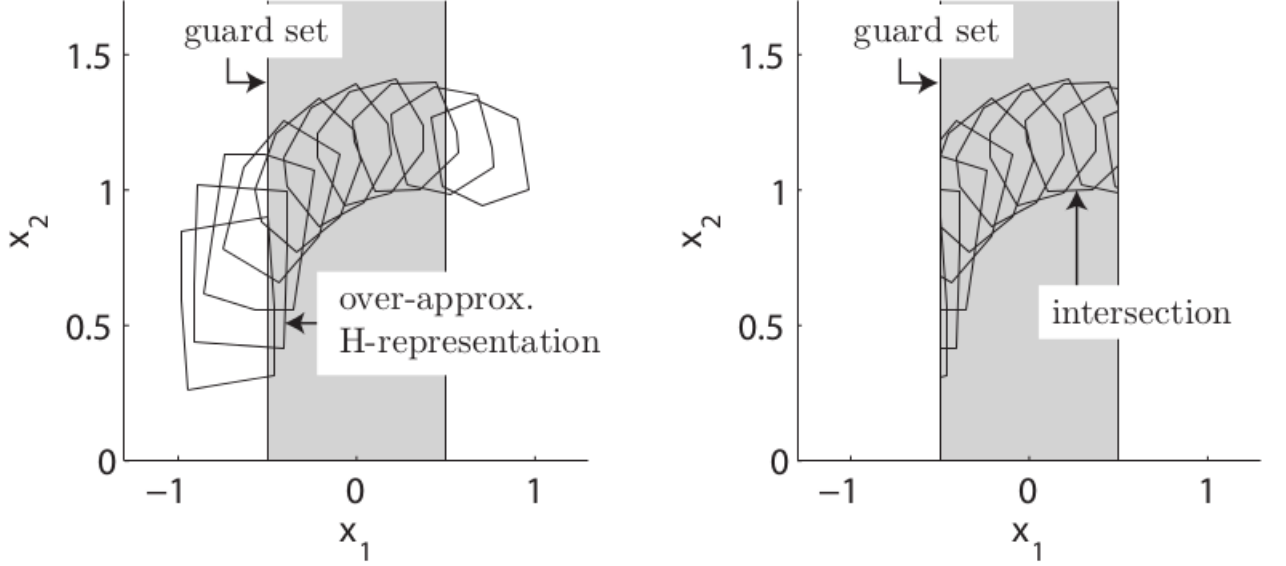 guard set
1.5
1
0.5
0
x2
over-approx.
H-representation
−1 0 1
x1
guard set
1.5
1
0.5
0
x2
intersection
−1 0 1
x1